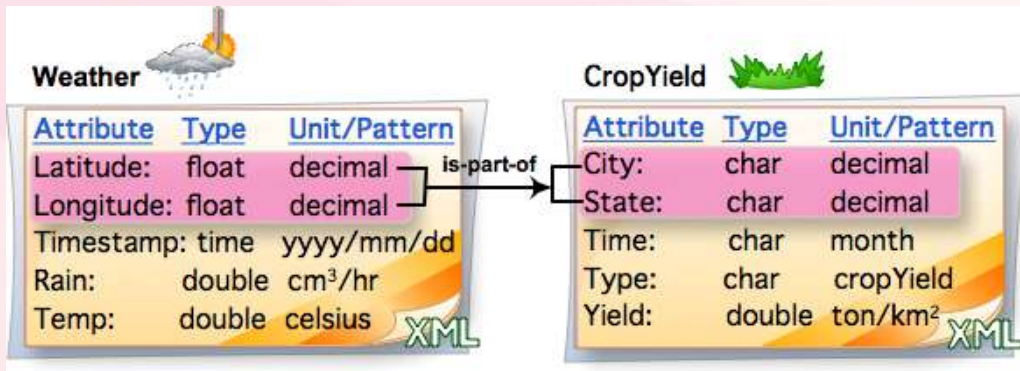 Weather
Attribute Type Unit/Pattern
Latitude: float decimal
Longitude: float decimal
Timestamp: time yyyy/mm/dd
Rain: double cm³/hr
Temp: double celsius
XML
is-part-of
CropYield
Attribute Type Unit/Pattern
City: char decimal
State: char decimal
Time: char month
Type: char cropYield
Yield: double ton/km²
XML